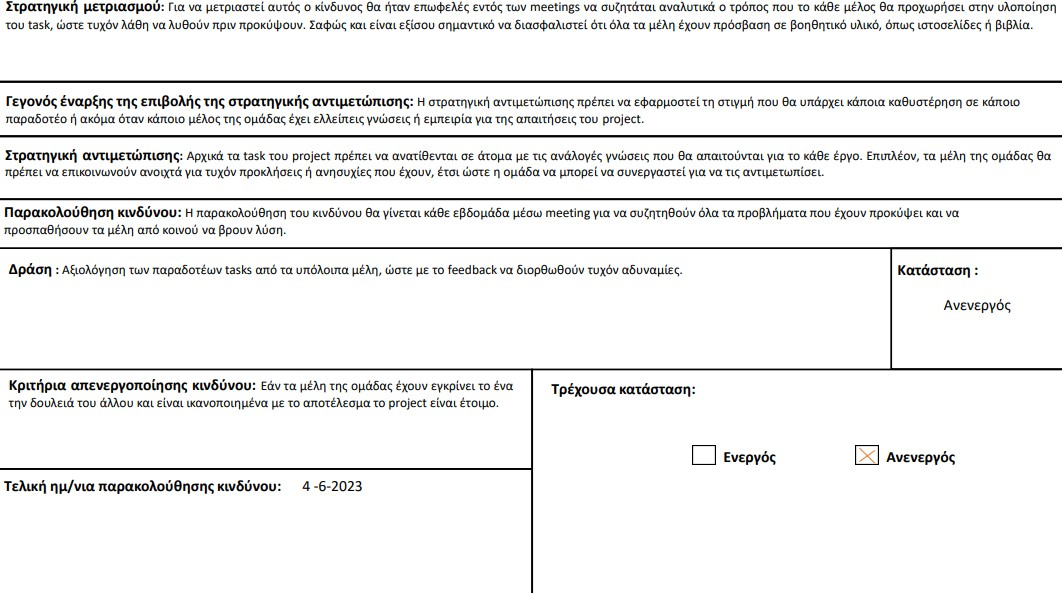 Στρατηγική μετριασμού: Για να μετριαστεί αυτός ο κίνδυνος θα ήταν επωφελές εντός των meetings να συζητάται αναλυτικά ο τρόπος που το κάθε μέλος θα προχωρήσει στην υλοποίηση
του task, ώστε τυχόν λάθη να λυθούν πριν προκύψουν. Σαφώς και είναι εξίσου σημαντικό να διασφαλιστεί ότι όλα τα μέλη έχουν πρόσβαση σε βοηθητικό υλικό, όπως ιστοσελίδες ή βιβλία.
Γεγονός έναρξης της επιβολής της στρατηγικής αντιμετώπισης: Η στρατηγική αντιμετώπισης πρέπει να εφαρμοστεί τη στιγμή που θα υπάρχει κάποια καθυστέρηση σε κάποιο
παραδοτέο ή ακόμα όταν κάποιο μέλος της ομάδας έχει ελλείπεις γνώσεις ή εμπειρία για της απαιτήσεις του project.
Στρατηγική αντιμετώπισης: Αρχικά τα task του project πρέπει να ανατίθενται σε άτομα με τις ανάλογές γνώσεις που θα απαιτούνται για το κάθε έργο. Επιπλέον, τα μέλη της ομάδας θα
πρέπει να επικοινωνούν ανοιχτά για τυχόν προκλήσεις ή ανησυχίες που έχουν, έτσι ώστε η ομάδα να μπορεί να συνεργαστεί για να τις αντιμετωπίσει.
Παρακολούθηση κινδύνου: Η παρακολούθηση του κινδύνου θα γίνεται κάθε εβδομάδα μέσω meeting για να συζητηθούν όλα τα προβλήματα που έχουν προκύψει και να
προσπαθήσουν τα μέλη από κοινού να βρουν λύση.
Δράση : Αξιολόγηση των παραδοτέων tasks από τα υπόλοιπα μέλη, ώστε με το feedback να διορθωθούν τυχόν αδυναμίες.
Κατάσταση :
Ανενεργός
Κριτήρια απενεργοποίησης κινδύνου: Εάν τα μέλη της ομάδας έχουν εγκρίνει το ένα
την δουλειά του άλλου και είναι ικανοποιημένα με το αποτέλεσμα το project είναι έτοιμο.
Τρέχουσα κατάσταση:
Ενεργός Ανενεργός
Τελική ημ/νια παρακολούθησης κινδύνου: 4 -6-2023